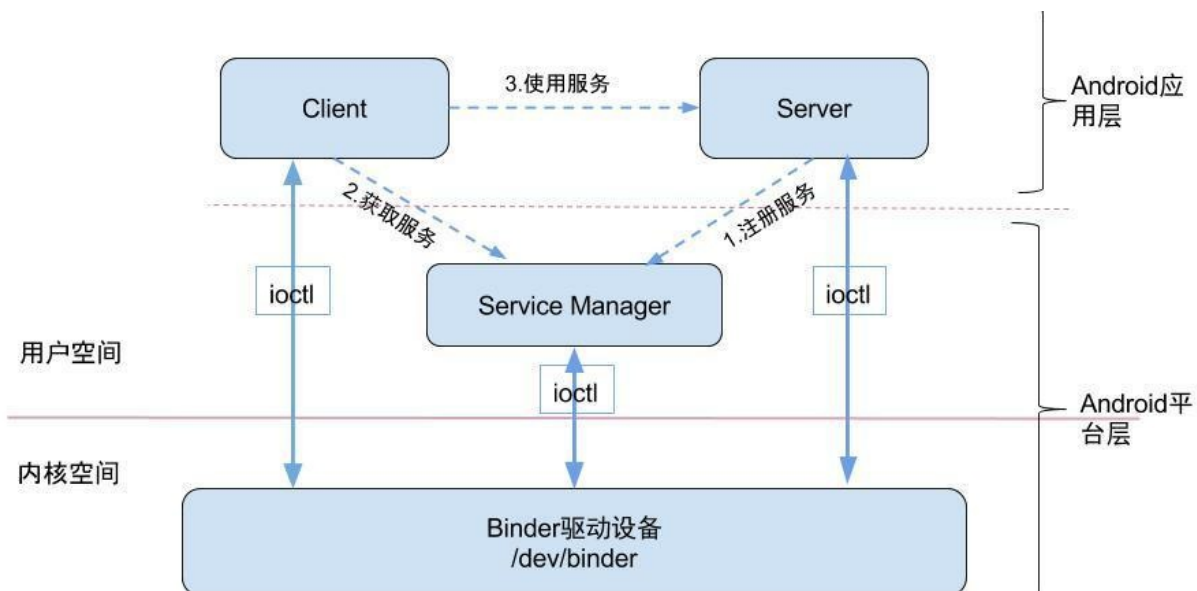 3.使用服务
Client
Server
Android应
用层
2.获取服务
1.注册服务
ioctl
Service Manager
ioctl
用户空间
ioctl
Android平
台层
内核空间
Binder驱动设备
/dev/binder